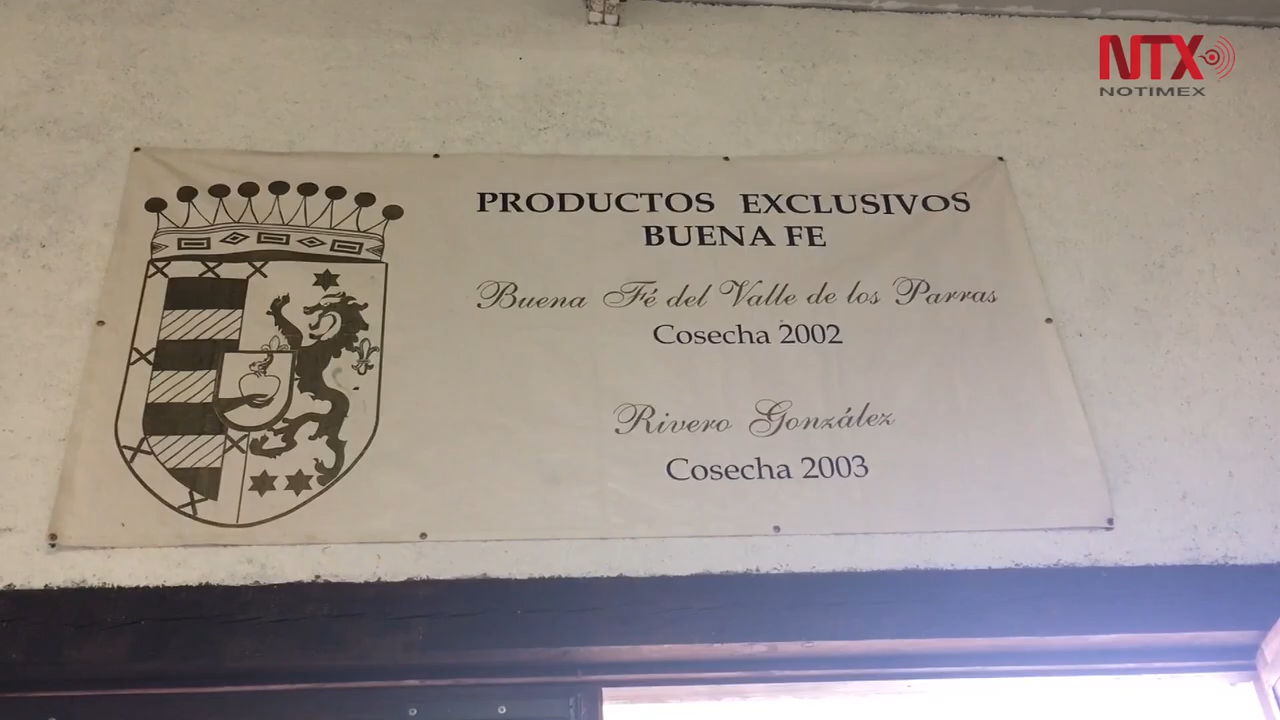 NTX
NOTIMEX
PRODUCTOS EXCLUSIVOS
BUENA FE
Buena Fé del Valle de los Parras
Cosecha 2002
Rivero González
Cosecha 2003